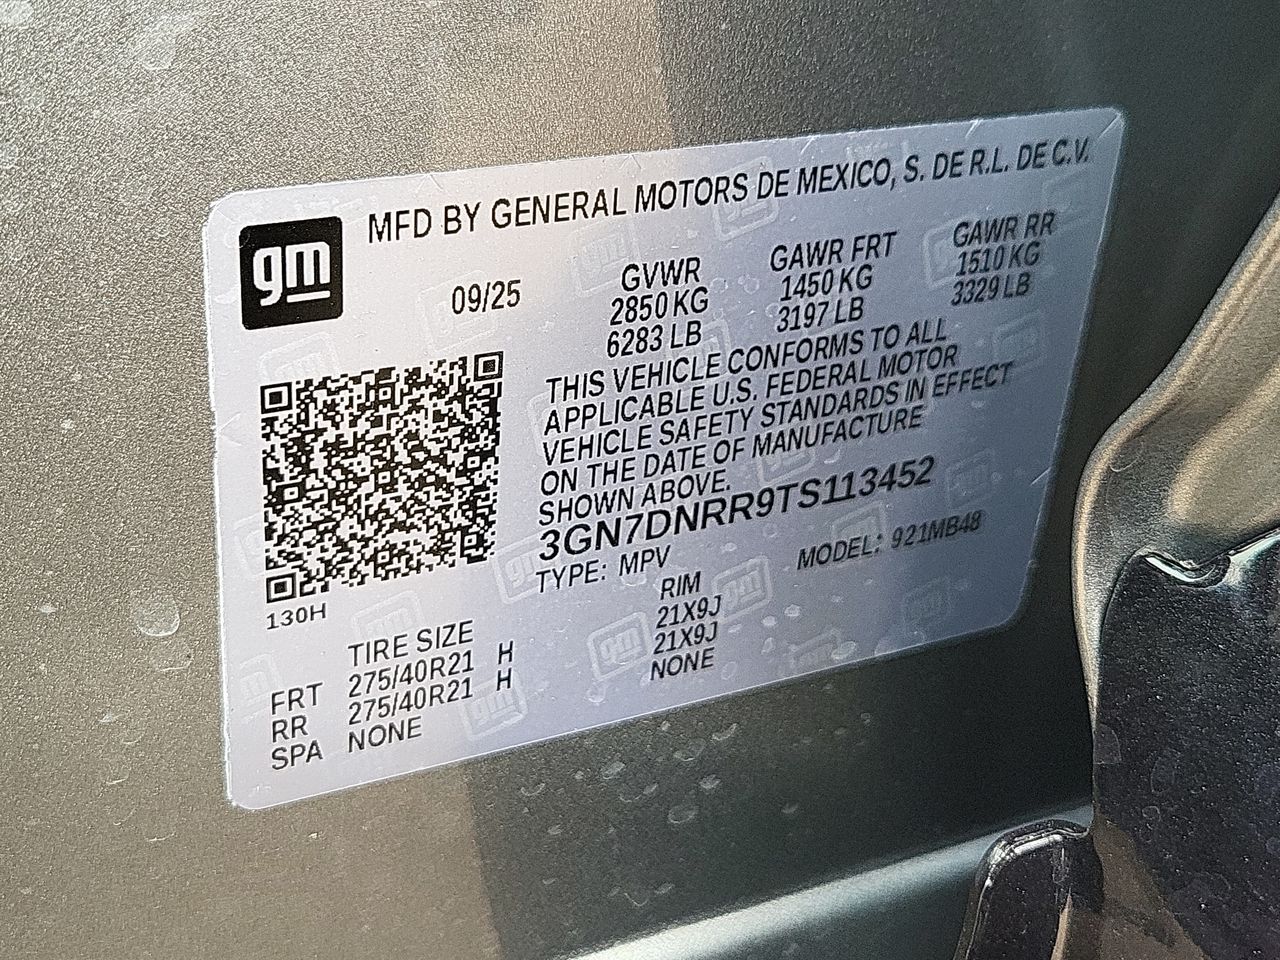 gm
MFD BY GENERAL MOTORS DE MEXICO, S. DE R.L. DE C.V.
09/25
GVWR GAWR FRT GAWR RR
2850 KG 1450 KG 1510 KG
6283 LB 3197 LB 3329 LB
THIS VEHICLE CONFORMS TO ALL
APPLICABLE U.S. FEDERAL MOTOR
VEHICLE SAFETY STANDARDS IN EFFECT
ON THE DATE OF MANUFACTURE
SHOWN ABOVE.
3GN7DNRR9TS113452
TYPE: MPV MODEL: 921MB48
130H
TIRE SIZE RIM
FRT 275/40R21 H 21X9J
RR 275/40R21 H 21X9J
SPA NONE NONE